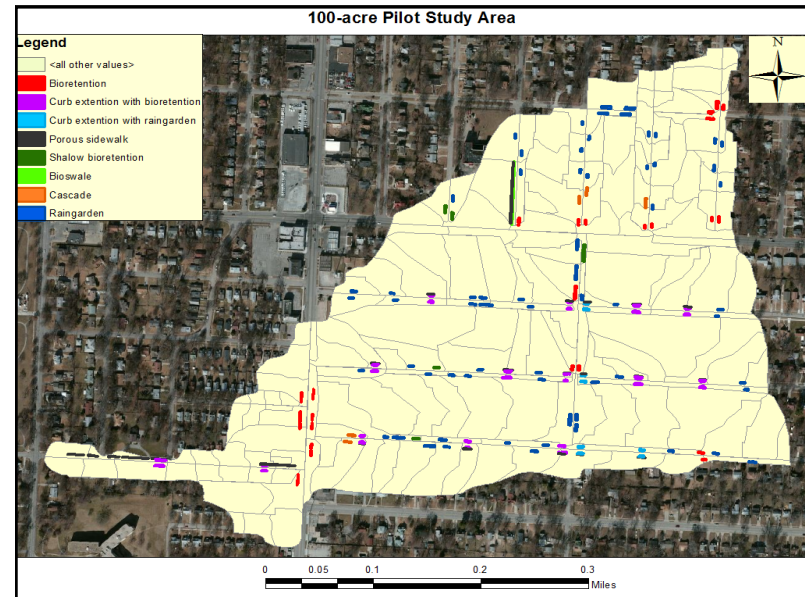 100-acre Pilot Study Area
Legend
<all other values>
Bioretention
Curb extention with bioretention
Curb extention with raingarden
Porous sidewalk
Shalow bioretention
Bioswale
Cascade
Raingarden
N
0 0.05 0.1 0.2 0.3
Miles